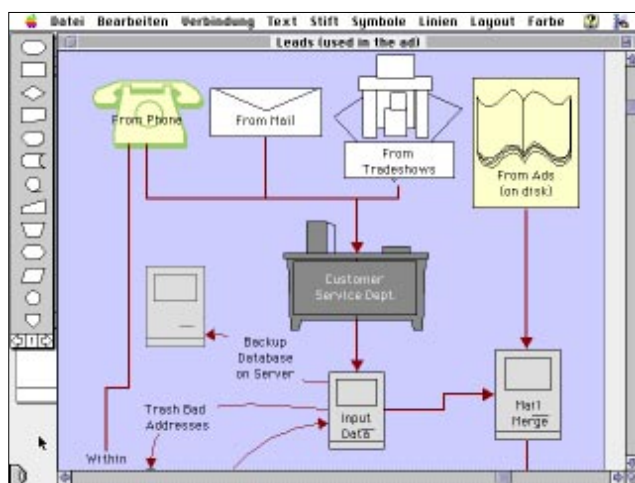 Datei Bearbeiten Verbindung Text Stift Symbole Linien Layout Farbe
Leads (used in the ad)
From Phone
From Mail
From
Tradeshows
From Ads
(on disk)
Customer
Service Dept.
Backup
Database
on Server
Input
Data
Mail
Merge
Trash Bad
Addresses
Within